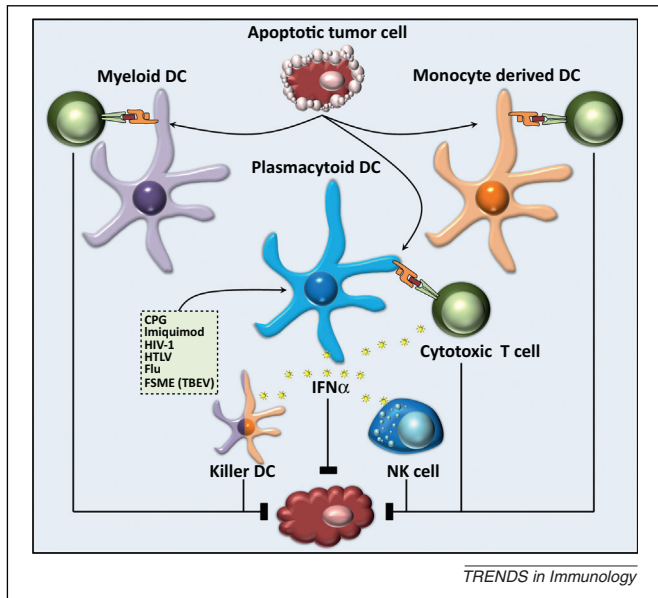 Apoptotic tumor cell
Myeloid DC
Monocyte derived DC
Plasmacytoid DC
CPG
Imiquimod
HIV-1
HTLV
Flu
FSME (TBEV)
Cytotoxic T cell
IFNα
Killer DC
NK cell
TRENDS in Immunology